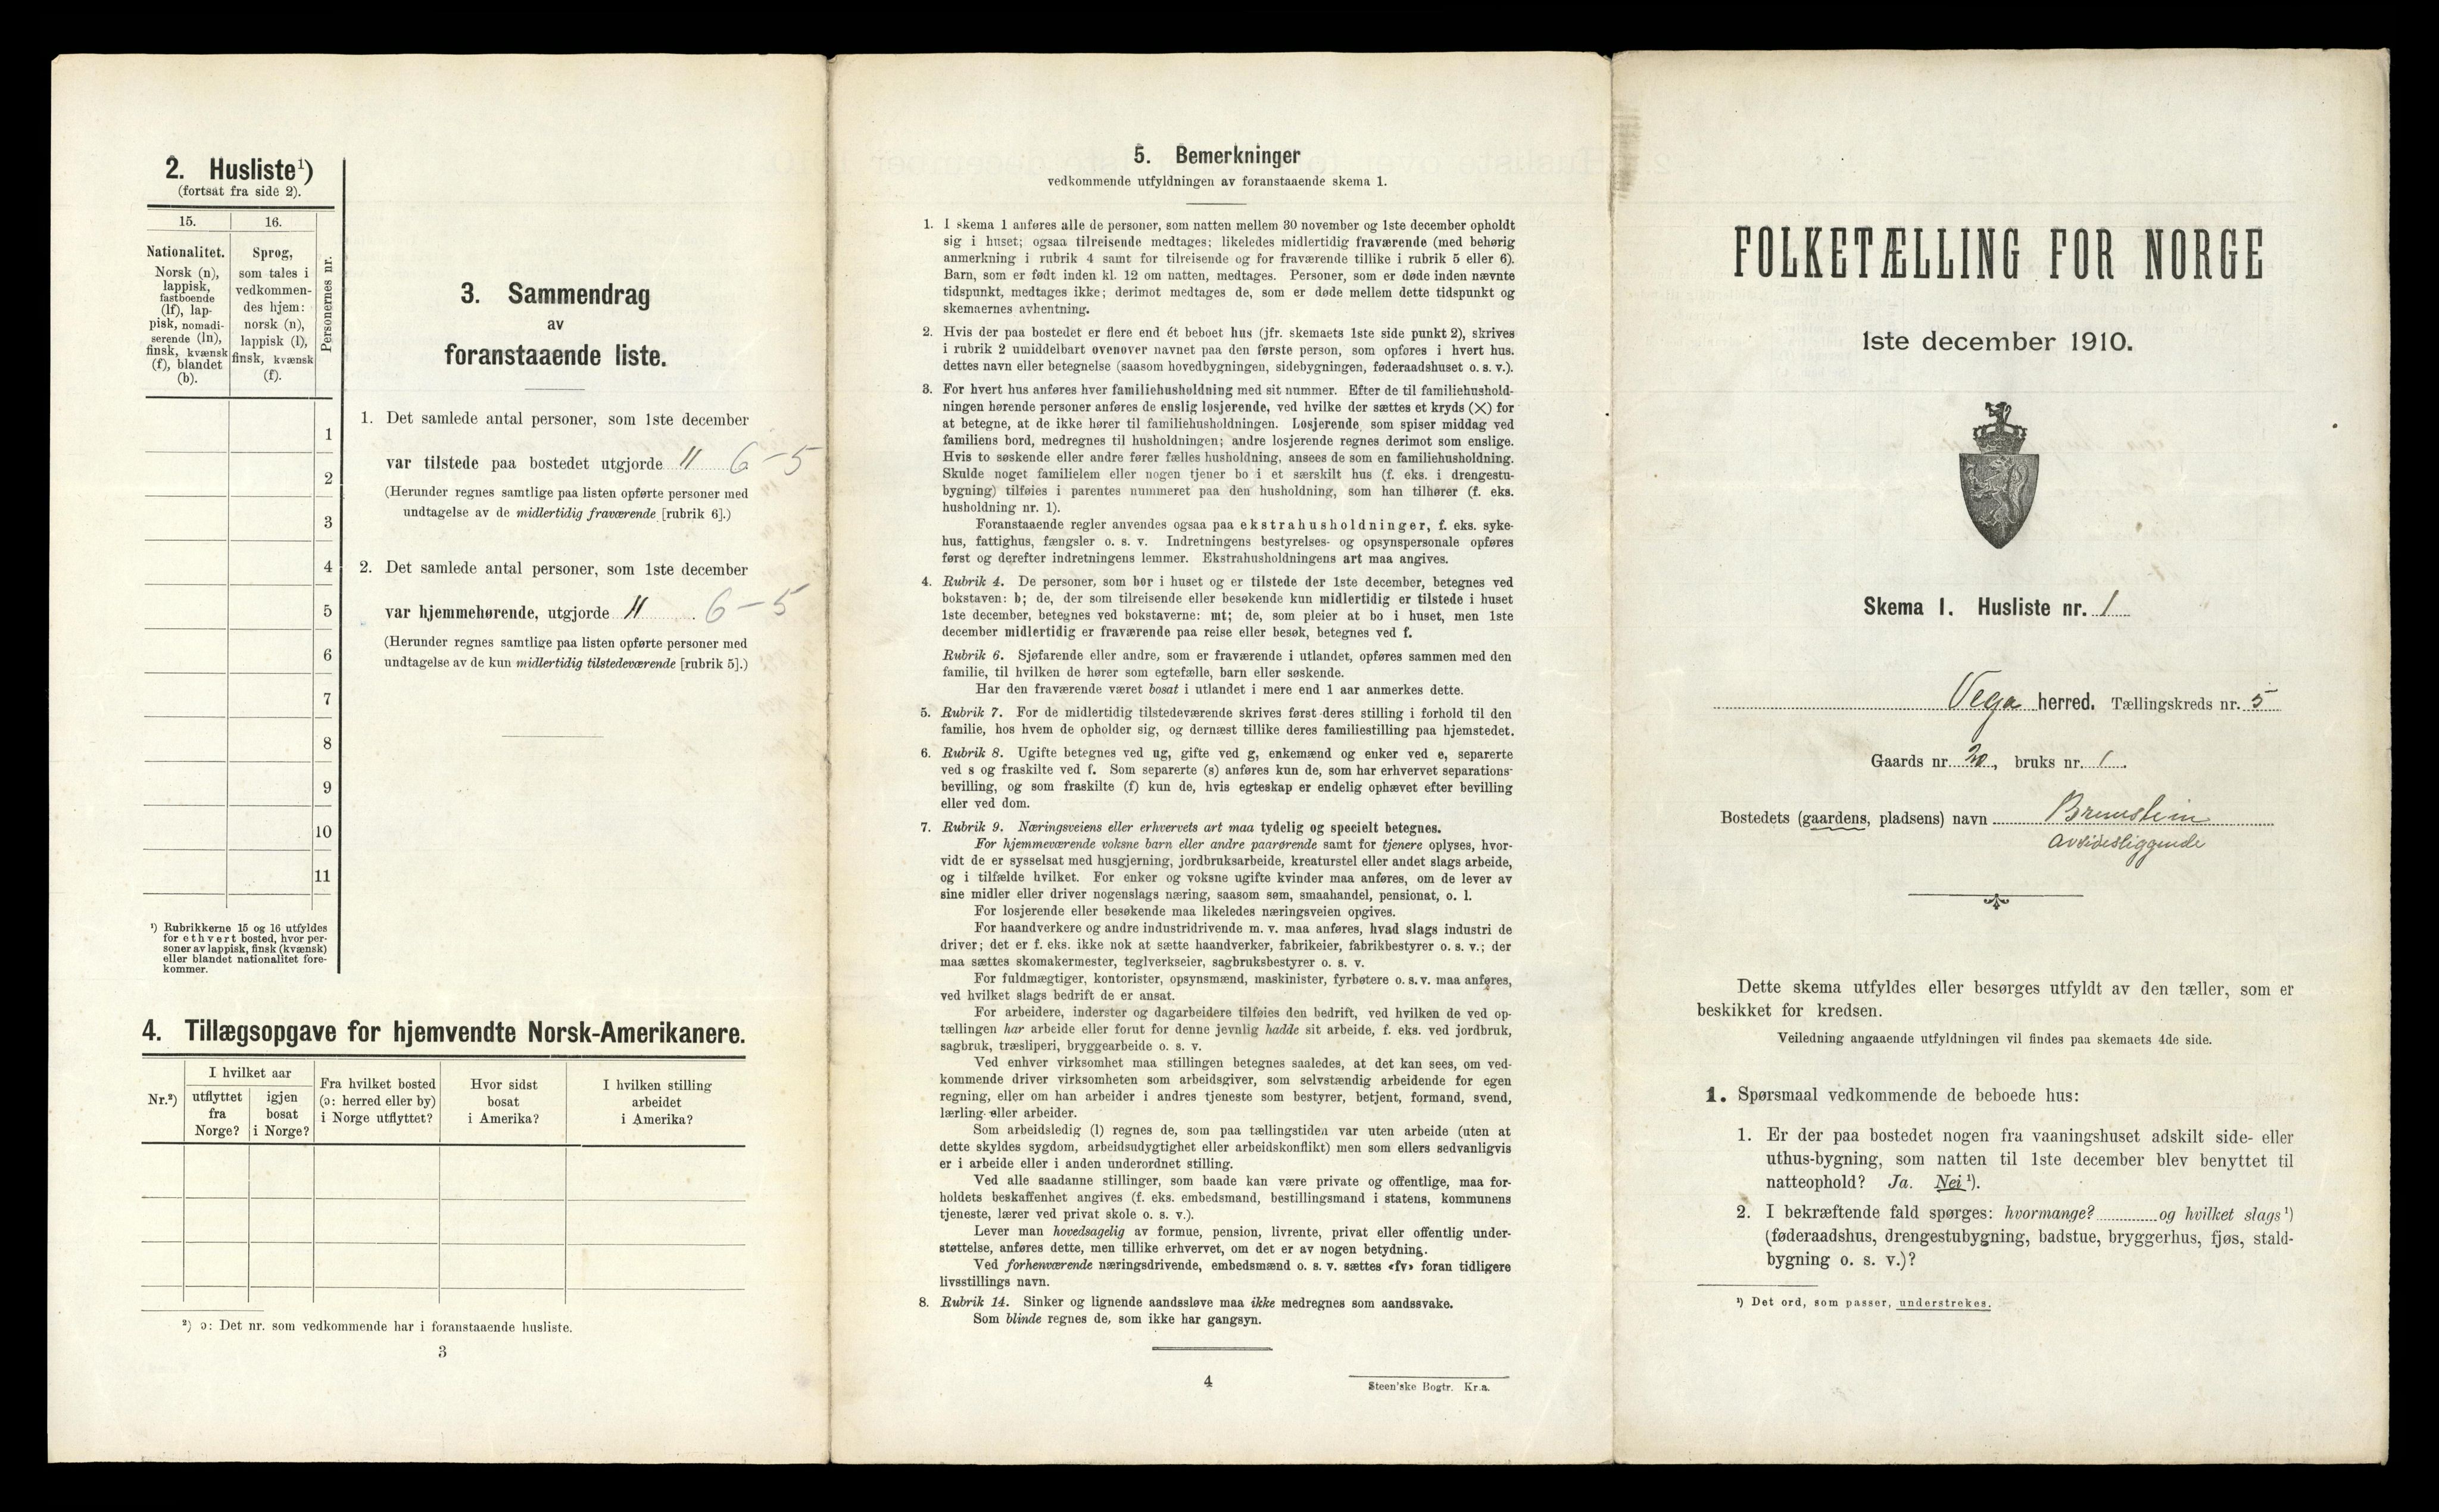 2. Husliste¹)
(fortsat fra side 2).
15.
16.
Personernes nr.
Nationalitet.
Norsk (n),
lappisk,
fastboende
(lf), lap-
pisk, nomadi-
serende (ln),
finsk, kvænsk
(f), blandet
(b).
Sprog,
som tales i
vedkommen-
des hjem:
norsk (n),
lappisk (l),
finsk, kvænsk
(f).
1
2
3
4
5
6
7
8
9
10
11
¹) Rubrikkerne 15 og 16 utfyldes
for ethvert bosted, hvor per-
soner av lappisk, finsk (kvænsk)
eller blandet nationalitet fore-
kommer.
3. Sammendrag
av
foranstaaende liste.
1. Det samlede antal personer, som 1ste december
var tilstede paa bostedet utgjorde 11 6-5
(Herunder regnes samtlige paa listen opførte personer med
undtagelse av de midlertidig fraværende [rubrik 6].)
2. Det samlede antal personer, som 1ste december
var hjemmehørende, utgjorde 11 6-5
(Herunder regnes samtlige paa listen opførte personer med
undtagelse av de kun midlertidig tilstedeværende [rubrik 5].)
4. Tillægsopgave for hjemvendte Norsk-Amerikanere.
Nr.²)
I hvilket aar
utflyttet
fra
Norge?
igjen
bosat
i Norge?
Fra hvilket bosted
(ɔ: herred eller by)
i Norge utflyttet?
Hvor sidst
bosat
i Amerika?
I hvilken stilling
arbeidet
i Amerika?
²) ɔ: Det nr. som vedkommende har i foranstaaende husliste.
3
5. Bemerkninger
vedkommende utfyldningen av foranstaaende skema 1.
1. I skema 1 anføres alle de personer, som natten mellem 30 november og 1ste december opholdt
sig i huset; ogsaa tilreisende medtages; likeledes midlertidig fraværende (med behørig
anmerkning i rubrik 4 samt for tilreisende og for fraværende tillike i rubrik 5 eller 6).
Barn, som er født inden kl. 12 om natten, medtages. Personer, som er døde inden nævnte
tidspunkt, medtages ikke; derimot medtages de, som er døde mellem dette tidspunkt og
skemaernes avhentning.
2. Hvis der paa bostedet er flere end ét beboet hus (jfr. skemaets 1ste side punkt 2), skrives
i rubrik 2 umiddelbart ovenover navnet paa den første person, som opføres i hvert hus.
dettes navn eller betegnelse (saasom hovedbygningen, sidebygningen, føderaadshuset o. s. v.).
3. For hvert hus anføres hver familiehusholdning med sit nummer. Efter de til familiehushold-
ningen hørende personer anføres de enslig losjerende, ved hvilke der sættes et kryds (×) for
at betegne, at de ikke hører til familiehusholdningen. Losjerende som spiser middag ved
familiens bord, medregnes til husholdningen; andre losjerende regnes derimot som enslige.
Hvis to søskende eller andre fører fælles husholdning, ansees de som en familiehusholdning.
Skulde noget familielem eller nogen tjener bo i et særskilt hus (f. eks. i drengestu-
bygning) tilføies i parentes nummeret paa den husholdning, som han tilhører (f. eks.
husholdning nr. 1).
Foranstaaende regler anvendes ogsaa paa ekstrahusholdninger, f. eks. syke-
hus, fattighus, fængsler o. s. v. Indretningens bestyrelses- og opsynspersonale opføres
først og derefter indretningens lemmer. Ekstrahusholdningens art maa angives.
4. Rubrik 4. De personer, som bor i huset og er tilstede der 1ste december, betegnes ved
bokstaven: b; de, der som tilreisende eller besøkende kun midlertidig er tilstede i huset
1ste december, betegnes ved bokstaverne: mt; de, som pleier at bo i huset, men 1ste
december midlertidig er fraværende paa reise eller besøk, betegnes ved f.
Rubrik 6. Sjøfarende eller andre, som er fraværende i utlandet, opføres sammen med den
familie, til hvilken de hører som egtefælle, barn eller søskende.
Har den fraværende været bosat i utlandet i mere end 1 aar anmerkes dette.
5. Rubrik 7. For de midlertidig tilstedeværende skrives først deres stilling i forhold til den
familie, hos hvem de opholder sig, og dernæst tillike deres familiestilling paa hjemstedet.
6. Rubrik 8. Ugifte betegnes ved ug, gifte ved g, enkemænd og enker ved e, separerte
ved s og fraskilte ved f. Som separerte (s) anføres kun de, som har erhvervet separations-
bevilling, og som fraskilte (f) kun de, hvis egteskap er endelig ophævet efter bevilling
eller ved dom.
7. Rubrik 9. Næringsveiens eller erhvervets art maa tydelig og specielt betegnes.
For hjemmeværende voksne barn eller andre paarørende samt for tjenere oplyses, hvor-
vidt de er sysselsat med husgjerning, jordbruksarbeide, kreaturstel eller andet slags arbeide,
og i tilfælde hvilket. For enker og voksne ugifte kvinder maa anføres, om de lever av
sine midler eller driver nogenslags næring, saasom søm, smaahandel, pensionat, o. l.
For losjerende eller besøkende maa likeledes næringsveien opgives.
For haandverkere og andre industridrivende m. v. maa anføres, hvad slags industri de
driver; det er f. eks. ikke nok at sætte haandverker, fabrikeier, fabrikbestyrer o. s. v.; der
maa sættes skomakermester, teglverkseier, sagbruksbestyrer o. s. v.
For fuldmægtiger, kontorister, opsynsmænd, maskinister, fyrbøtere o. s. v. maa anføres,
ved hvilket slags bedrift de er ansat.
For arbeidere, inderster og dagarbeidere tilføies den bedrift, ved hvilken de ved op-
tællingen har arbeide eller forut for denne jevnlig hadde sit arbeide, f. eks. ved jordbruk,
sagbruk, træsliperi, bryggearbeide o. s. v.
Ved enhver virksomhet maa stillingen betegnes saaledes, at det kan sees, om ved-
kommende driver virksomheten som arbeidsgiver, som selvstændig arbeidende for egen
regning, eller om han arbeider i andres tjeneste som bestyrer, betjent, formand, svend,
lærling eller arbeider.
Som arbeidsledig (l) regnes de, som paa tællingstiden var uten arbeide (uten at
dette skyldes sygdom, arbeidsudygtighet eller arbeidskonflikt) men som ellers sedvanligvis
er i arbeide eller i anden underordnet stilling.
Ved alle saadanne stillinger, som baade kan være private og offentlige, maa for-
holdets beskaffenhet angives (f. eks. embedsmand, bestillingsmand i statens, kommunens
tjeneste, lærer ved privat skole o. s. v.).
Lever man hovedsagelig av formue, pension, livrente, privat eller offentlig under-
støttelse, anføres dette, men tillike erhvervet, om det er av nogen betydning.
Ved forhenværende næringsdrivende, embedsmænd o. s. v. sættes «fv» foran tidligere
livsstillings navn.
8. Rubrik 14. Sinker og lignende aandssløve maa ikke medregnes som aandssvake.
Som blinde regnes de, som ikke har gangsyn.
4
Steen'ske Bogtr. Kr.a.
FOLKETÆLLING FOR NORGE
1ste december 1910.
Skema 1. Husliste nr. 1
Vega herred. Tællingskreds nr. 5
Gaards nr. 20, bruks nr. 1.
Bostedets (gaardens, pladsens) navn Bremstein
avsidesliggende
Dette skema utfyldes eller besørges utfyldt av den tæller, som er
beskikket for kredsen.
Veiledning angaaende utfyldningen vil findes paa skemaets 4de side.
1. Spørsmaal vedkommende de beboede hus:
1. Er der paa bostedet nogen fra vaaningshuset adskilt side- eller
uthus-bygning, som natten til 1ste december blev benyttet til
natteophold? Ja. Nei ¹).
2. I bekræftende fald spørges: hvormange? og hvilket slags ¹)
(føderaadshus, drengestubygning, badstue, bryggerhus, fjøs, stald-
bygning o. s. v.)?
¹) Det ord, som passer, understrekes.